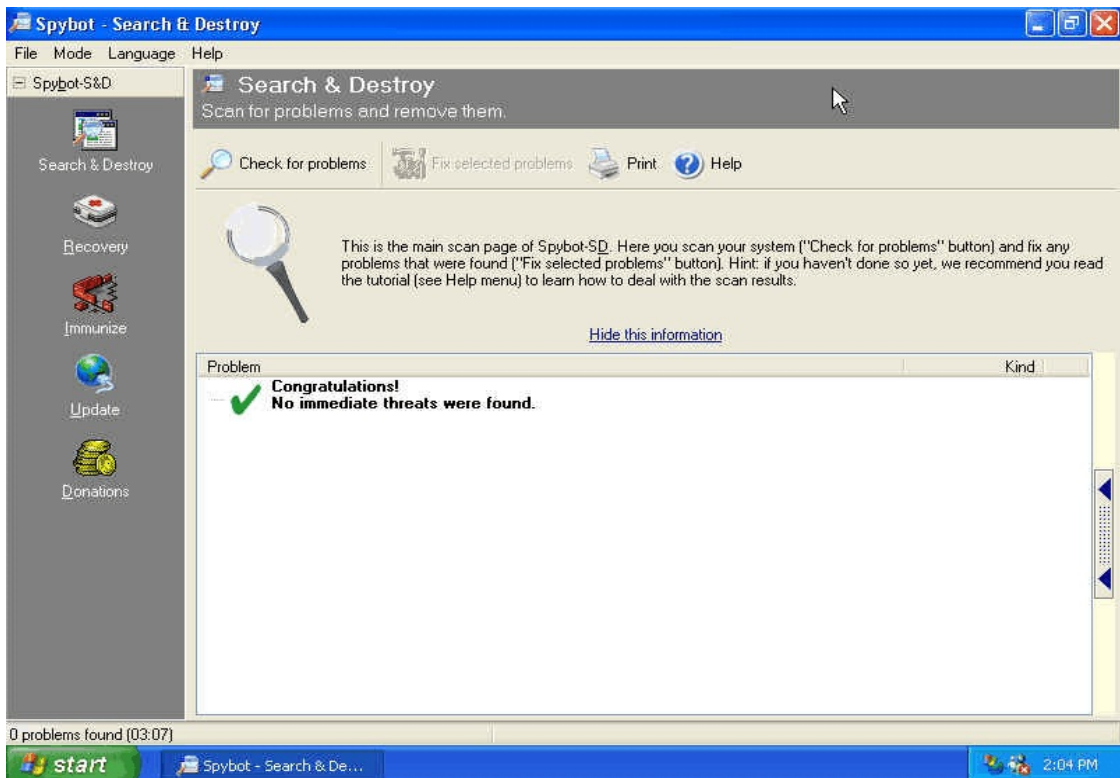 Spybot - Search & Destroy
File Mode Language Help
Spybot-S&D
Search & Destroy
Recovery
Immunize
Update
Donations
Search & Destroy
Scan for problems and remove them.
Check for problems Fix selected problems Print Help
This is the main scan page of Spybot-SD. Here you scan your system ("Check for problems" button) and fix any
problems that were found ("Fix selected problems" button). Hint: if you haven't done so yet, we recommend you read
the tutorial (see Help menu) to learn how to deal with the scan results.
Hide this information
Problem Kind
Congratulations!
No immediate threats were found.
0 problems found (03:07)
start Spybot - Search & De... 2:04 PM